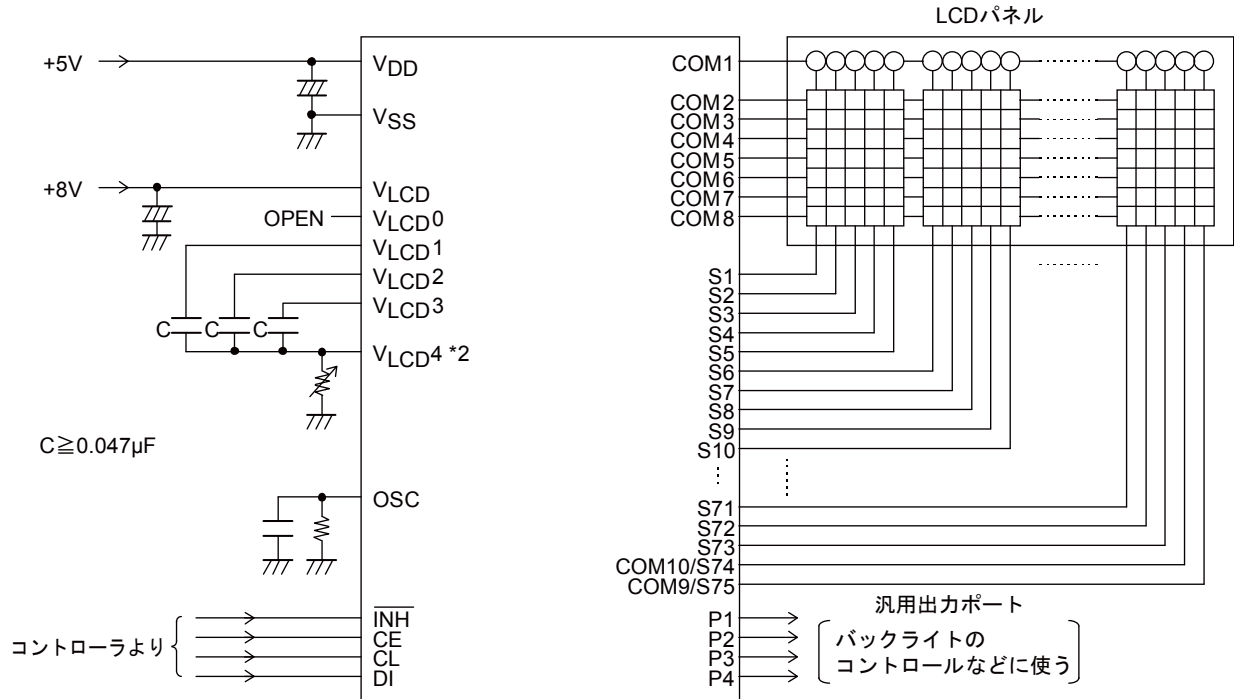 LCDパネル
+5V
VDD
COM1
VSS
COM2
COM3
COM4
COM5
COM6
COM7
COM8
+8V
VLCD
OPEN
VLCD0
VLCD1
VLCD2
VLCD3
C
C
C
VLCD4 *2
C≧0.047µF
OSC
S1
S2
S3
S4
S5
S6
S7
S8
S9
S10
S71
S72
S73
COM10/S74
COM9/S75
コントローラより
INH
CE
CL
DI
P1
P2
P3
P4
汎用出力ポート
バックライトの
コントロールなどに使う